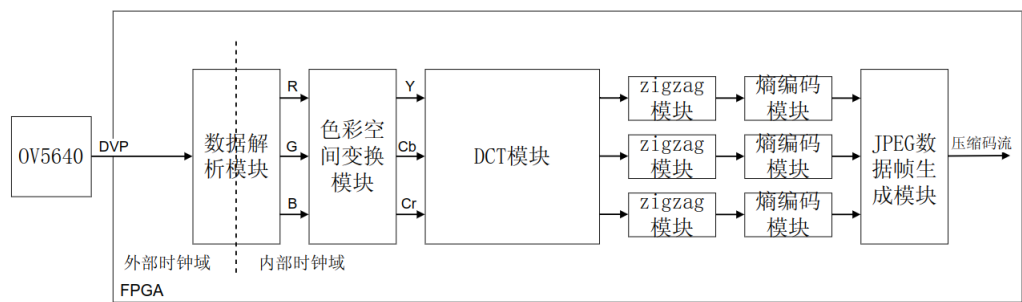 OV5640
DVP
数据解
析模块
R
G
B
色彩空
间变换
模块
Y
Cb
Cr
DCT模块
zigzag
模块
熵编码
模块
zigzag
模块
熵编码
模块
zigzag
模块
熵编码
模块
JPEG数
据帧生
成模块
压缩码流
外部时钟域
内部时钟域
FPGA